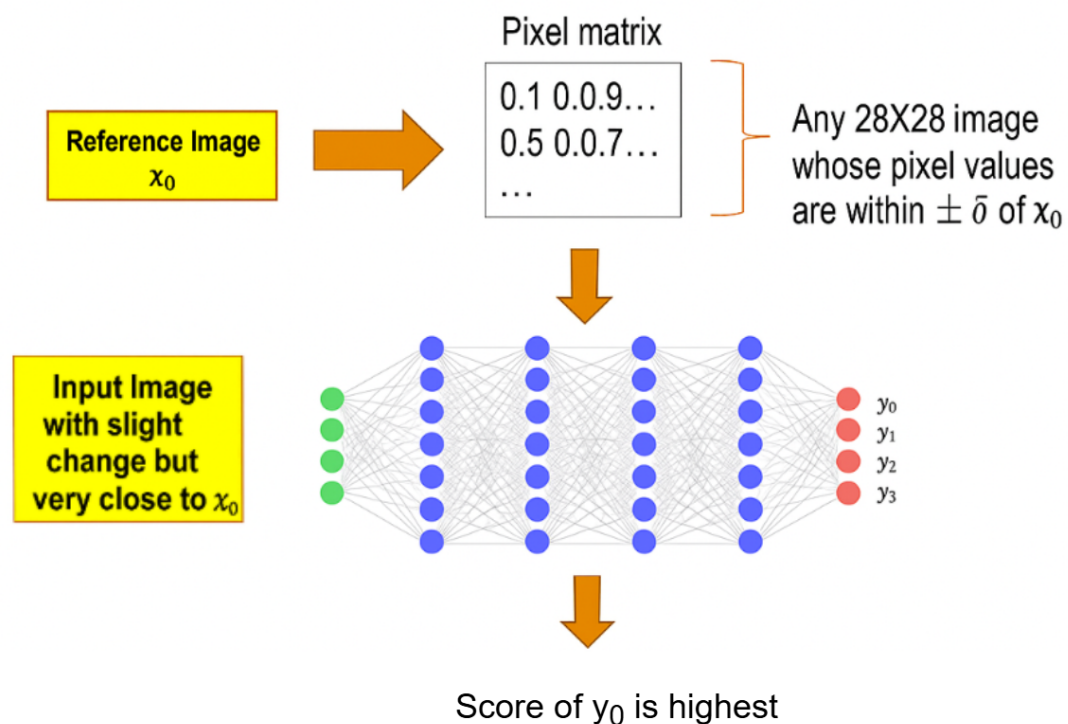 Pixel matrix
0.1 0.0.9...
0.5 0.0.7...
...
Reference Image
x₀
Any 28X28 image
whose pixel values
are within ± δ of x₀
Input Image
with slight
change but
very close to x₀
y₀
y₁
y₂
y₃
Score of y₀ is highest